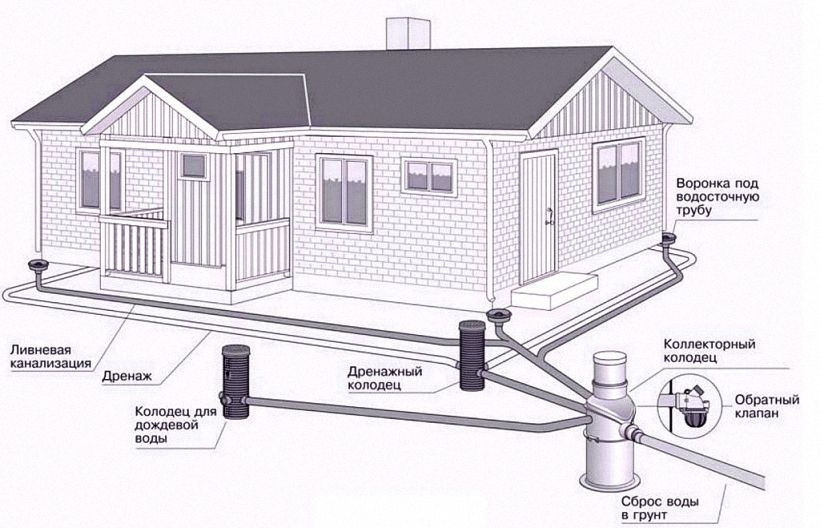 Воронка под
водосточную
трубу
Ливневая
канализация
Дренаж
Дренажный
колодец
Коллекторный
колодец
Колодец для
дождевой
воды
Обратный
клапан
Сброс воды
в грунт